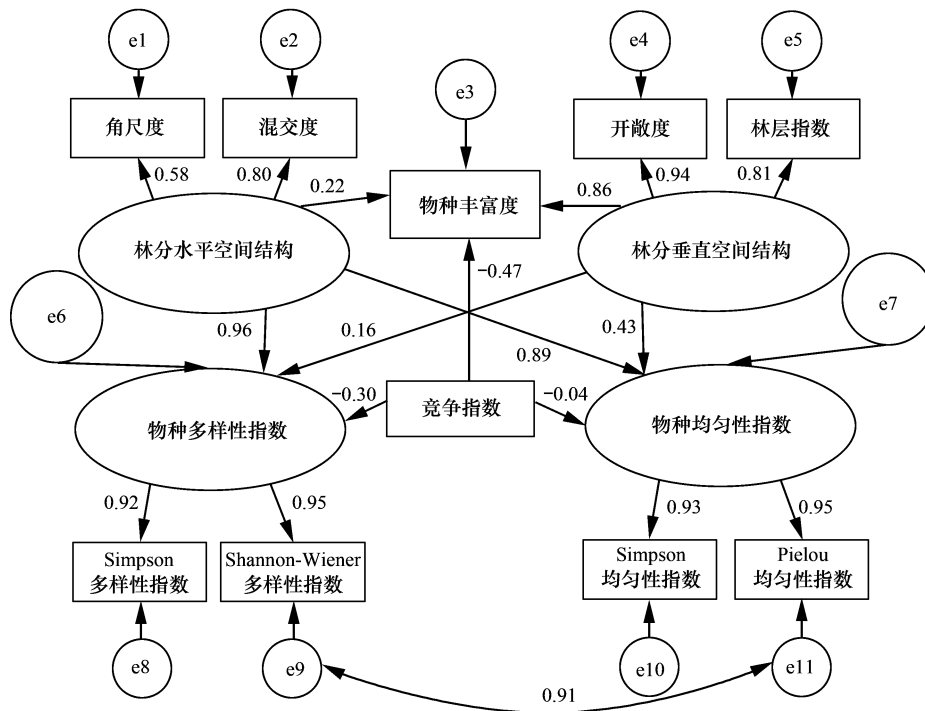 e1
e2
e3
e4
e5
角尺度
混交度
开敞度
林层指数
0.58
0.80
0.22
物种丰富度
0.86
0.94
0.81
林分水平空间结构
林分垂直空间结构
−0.47
e6
e7
0.96
0.16
0.89
0.43
−0.30
竞争指数
−0.04
物种多样性指数
物种均匀性指数
0.92
0.95
0.93
0.95
Simpson
多样性指数
Shannon-Wiener
多样性指数
Simpson
均匀性指数
Pielou
均匀性指数
e8
e9
e10
e11
0.91